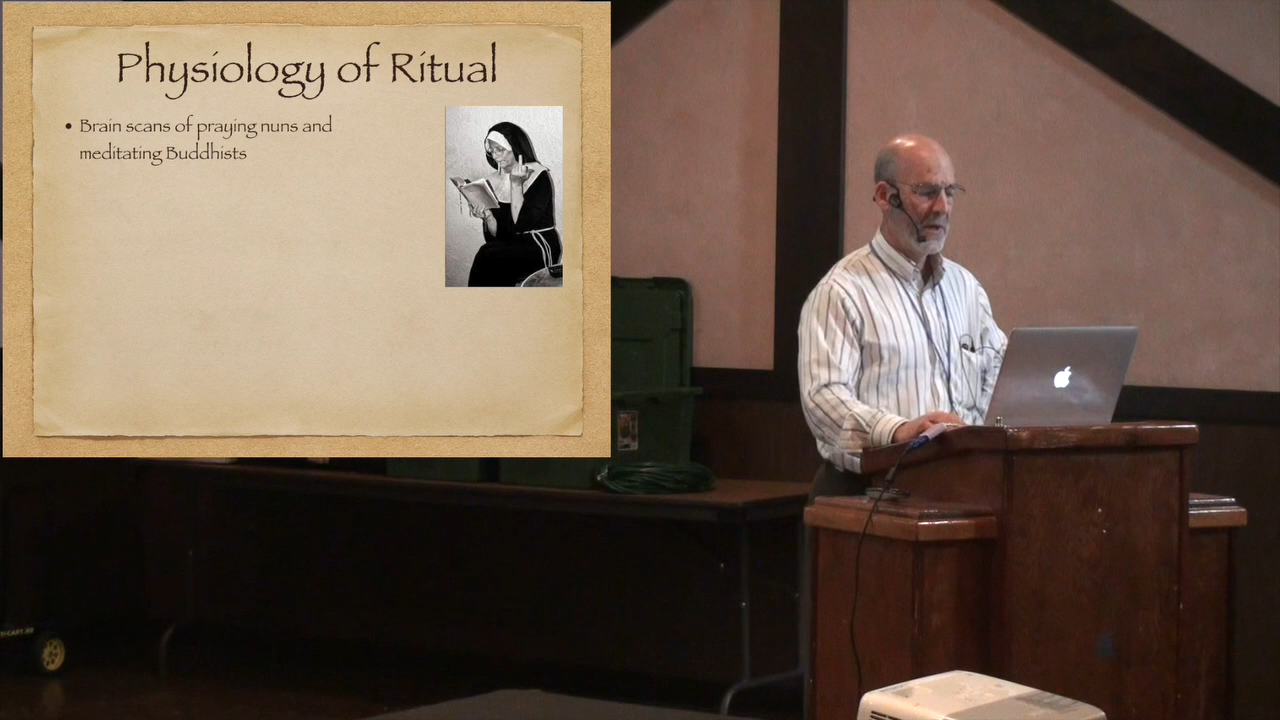 Physiology of Ritual
• Brain scans of praying nuns and
meditating Buddhists